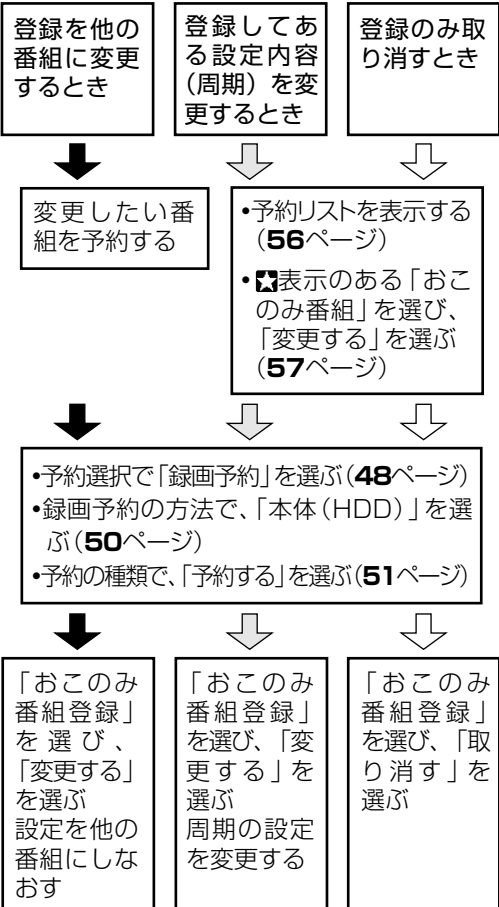 登録を他の
番組に変更
するとき
登録してあ
る設定内容
（周期）を変
更するとき
登録のみ取
り消すとき
変更したい番
組を予約する
•予約リストを表示する
（56ページ）
•★表示のある「おこ
のみ番組」を選び、
「変更する」を選ぶ
（57ページ）
•予約選択で「録画予約」を選ぶ（48ページ）
•録画予約の方法で、「本体（HDD）」を選
ぶ（50ページ）
•予約の種類で、「予約する」を選ぶ（51ページ）
「おこのみ
番組登録」
を選び、
「変更する」
を選ぶ
設定を他の
番組にしな
おす
「おこのみ
番組登録」
を選び、「変
更する」を
選ぶ
周期の設定
を変更する
「おこのみ
番組登録」
を選び、「取
り消す」を
選ぶ